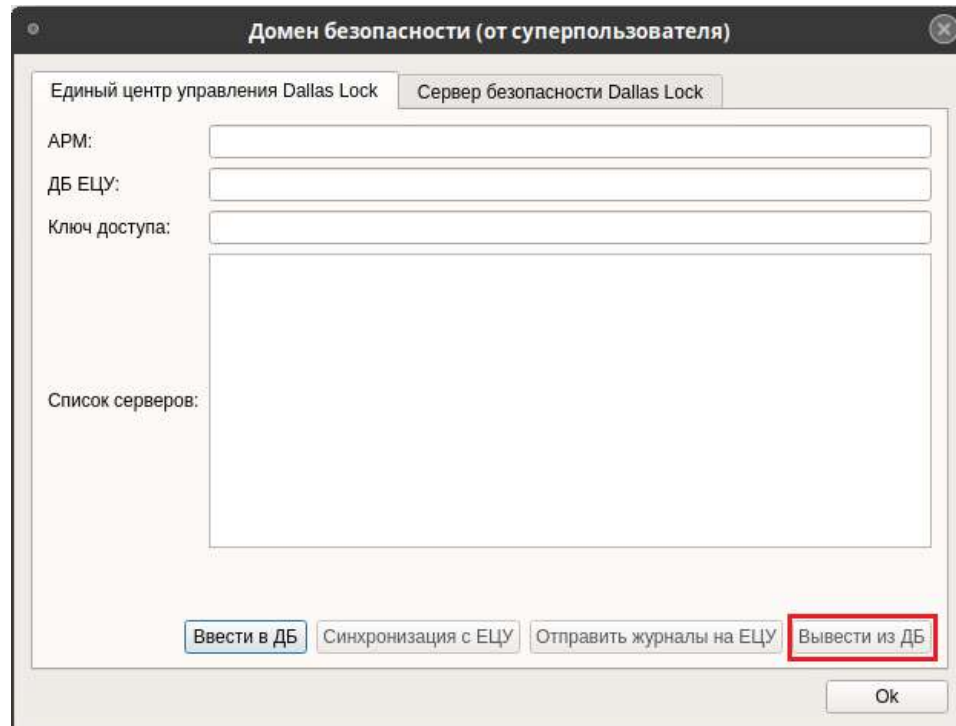 Домен безопасности (от суперпользователя)
Единый центр управления Dallas Lock
Сервер безопасности Dallas Lock
АРМ:
ДБ ЕЦУ:
Ключ доступа:
Список серверов:
Ввести в ДБ
Синхронизация с ЕЦУ
Отправить журналы на ЕЦУ
Вывести из ДБ
Ok